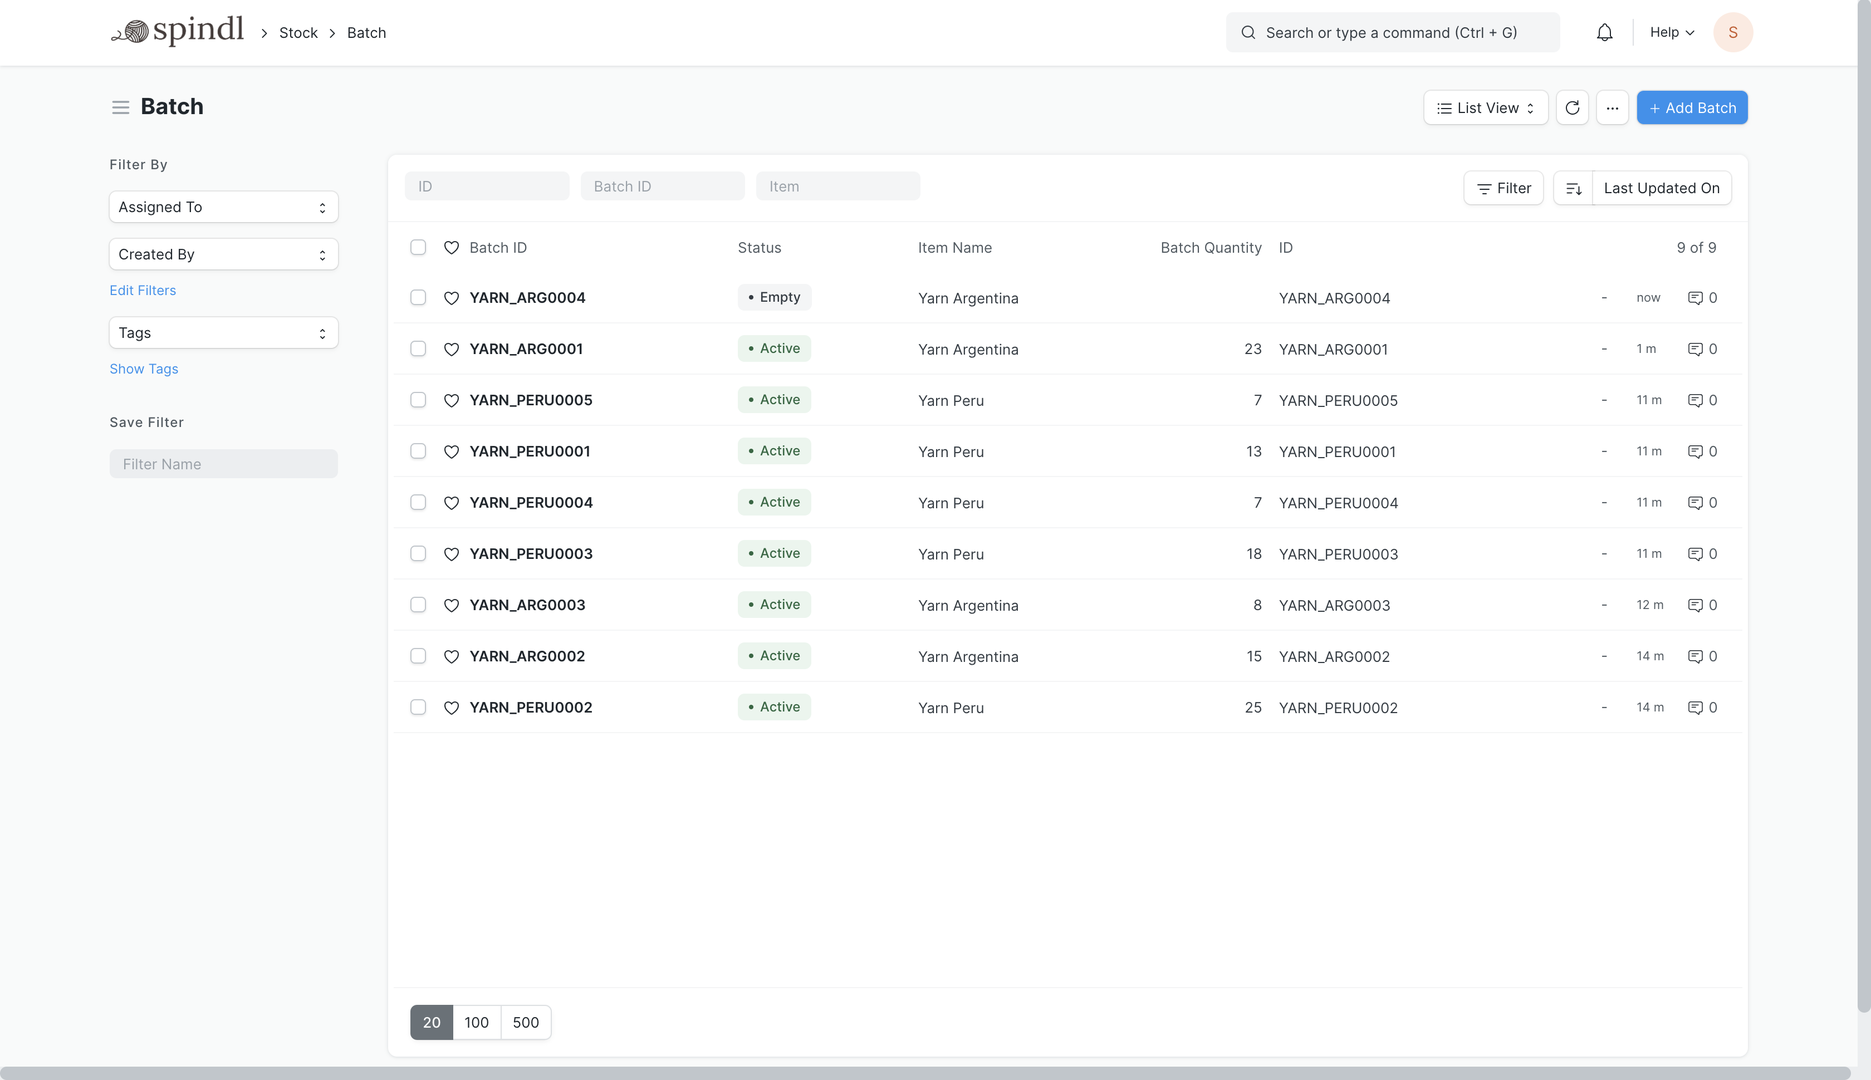 spindl > Stock > Batch
Search or type a command (Ctrl + G)
Help
S
Batch
List View
...
+ Add Batch
Filter By
Assigned To
Created By
Edit Filters
Tags
Show Tags
Save Filter
Filter Name
ID Batch ID Item
Filter
Last Updated On
Batch ID Status Item Name Batch Quantity ID 9 of 9
YARN_ARG0004 • Empty Yarn Argentina YARN_ARG0004 - now 0
YARN_ARG0001 • Active Yarn Argentina 23 YARN_ARG0001 - 1 m 0
YARN_PERU0005 • Active Yarn Peru 7 YARN_PERU0005 - 11 m 0
YARN_PERU0001 • Active Yarn Peru 13 YARN_PERU0001 - 11 m 0
YARN_PERU0004 • Active Yarn Peru 7 YARN_PERU0004 - 11 m 0
YARN_PERU0003 • Active Yarn Peru 18 YARN_PERU0003 - 11 m 0
YARN_ARG0003 • Active Yarn Argentina 8 YARN_ARG0003 - 12 m 0
YARN_ARG0002 • Active Yarn Argentina 15 YARN_ARG0002 - 14 m 0
YARN_PERU0002 • Active Yarn Peru 25 YARN_PERU0002 - 14 m 0
20 100 500